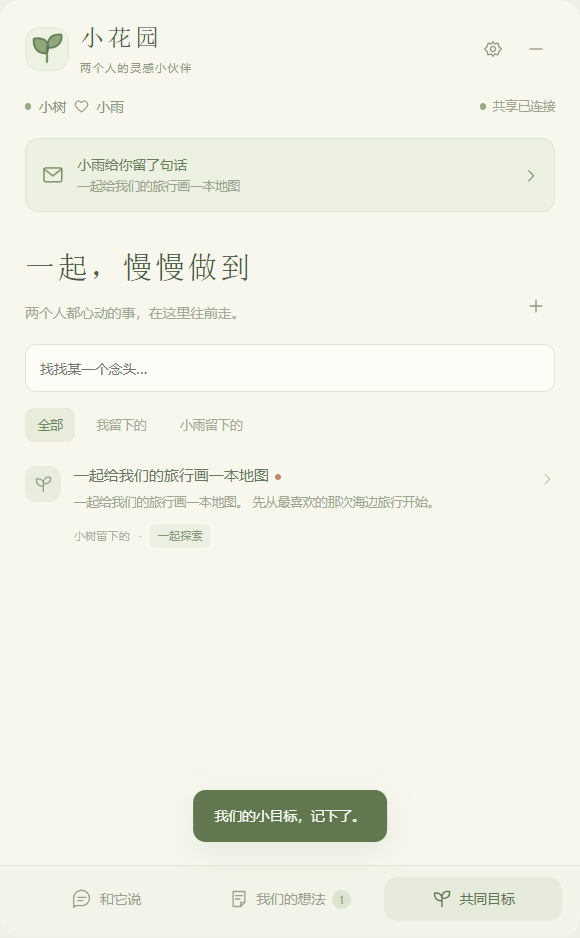 小花园
两个人的灵感小伙伴
小树 小雨
共享已连接
小雨给你留了句话
一起给我们的旅行画一本地图
一起，慢慢做到
两个人都心动的事，在这里往前走。
找找某一个念头...
全部 我留下的 小雨留下的
一起给我们的旅行画一本地图
一起给我们的旅行画一本地图。 先从最喜欢的那次海边旅行开始。
小树留下的 · 一起探索
我们的小目标，记下了。
和它说 我们的想法 1 共同目标